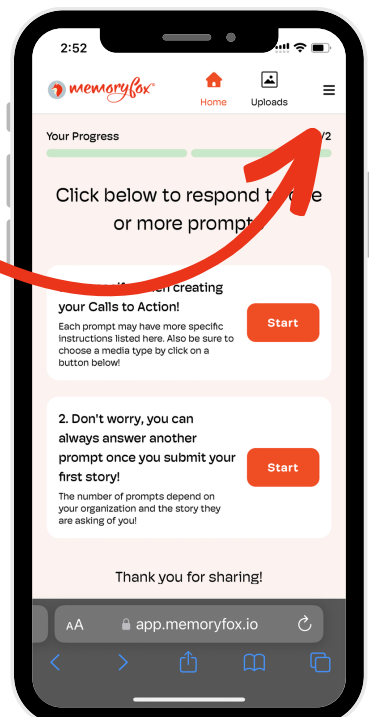 2:52
memoryfox
Home
Uploads
Your Progress
/2
Click below to respond t e
or more prompt
n creating
your Calls to Action!
Each prompt may have more specific
instructions listed here. Also be sure to
choose a media type by click on a
button below!
Start
2. Don't worry, you can
always answer another
prompt once you submit your
first story!
The number of prompts depend on
your organization and the story they
are asking of you!
Start
Thank you for sharing!
AA
app.memoryfox.io